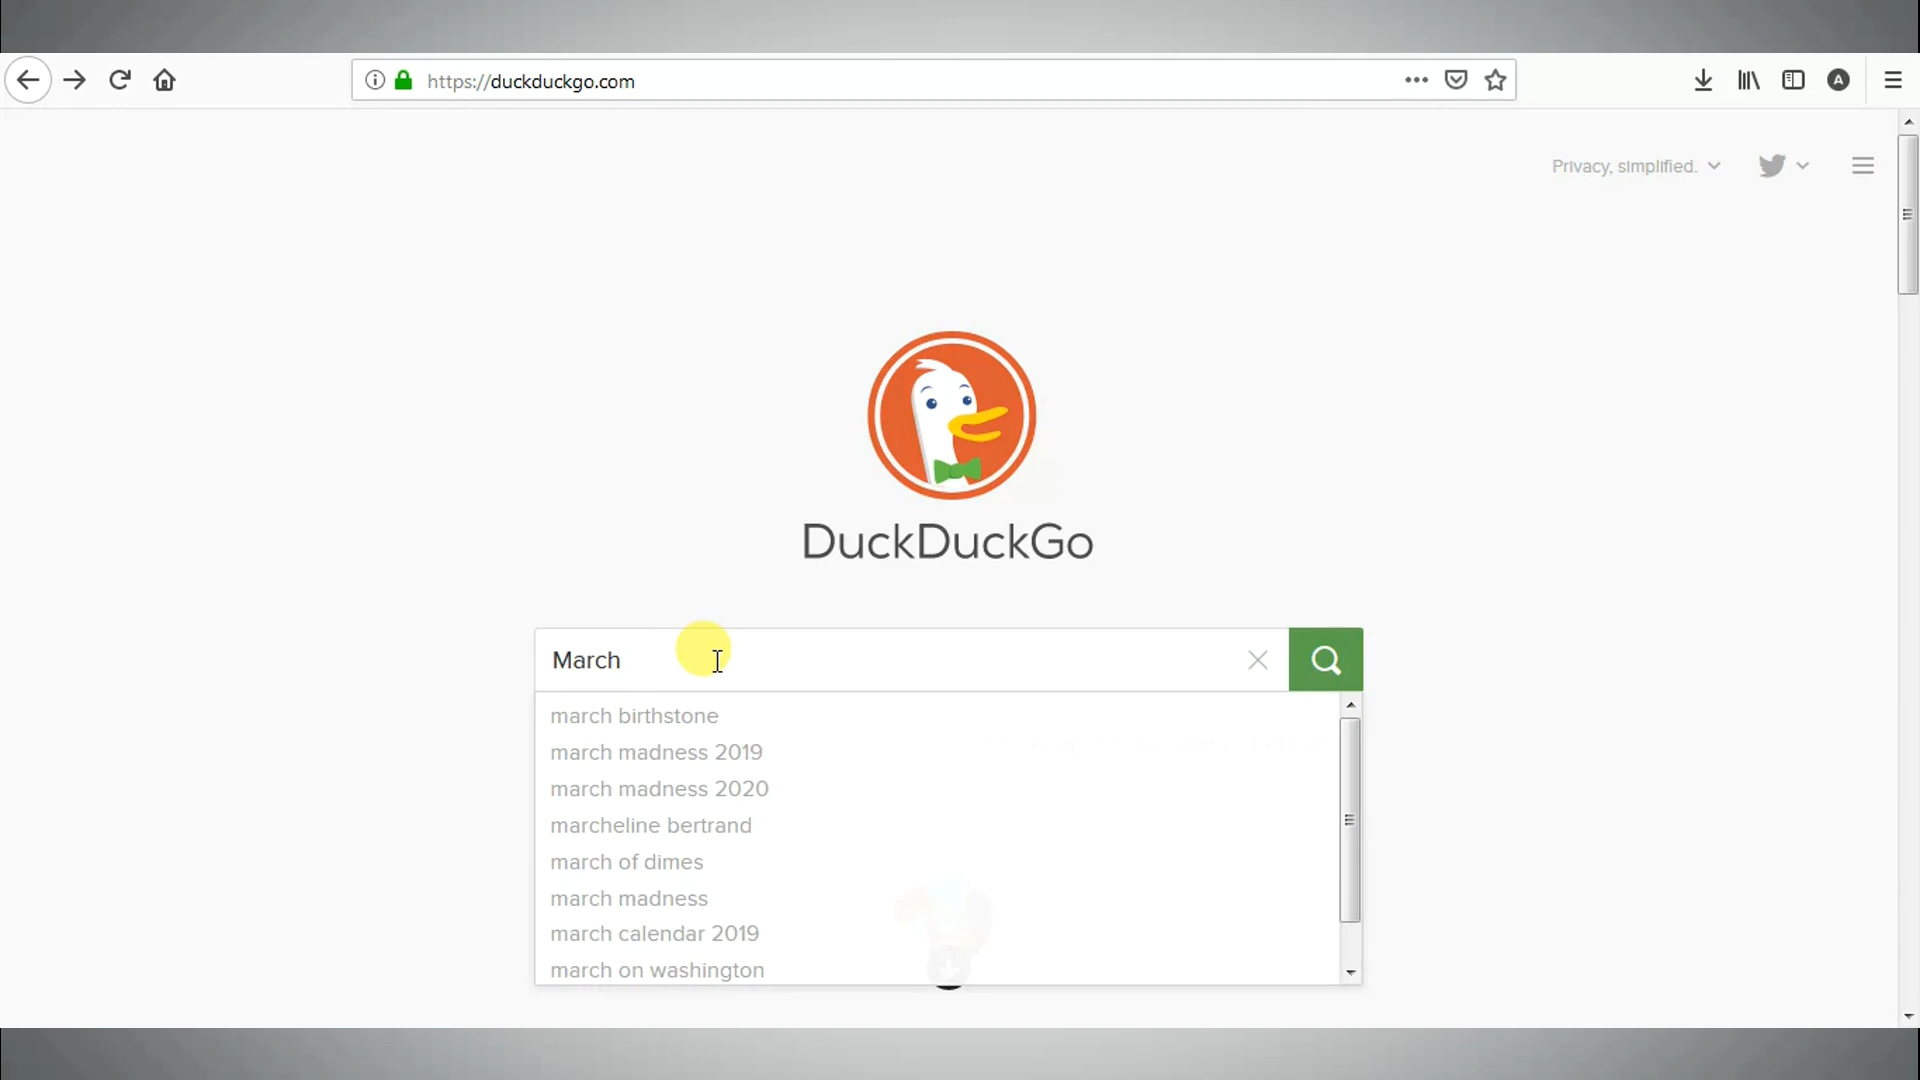 https://duckduckgo.com
A
Privacy, simplified.
DuckDuckGo
March
march birthstone
march madness 2019
march madness 2020
marcheline bertrand
march of dimes
march madness
march calendar 2019
march on washington